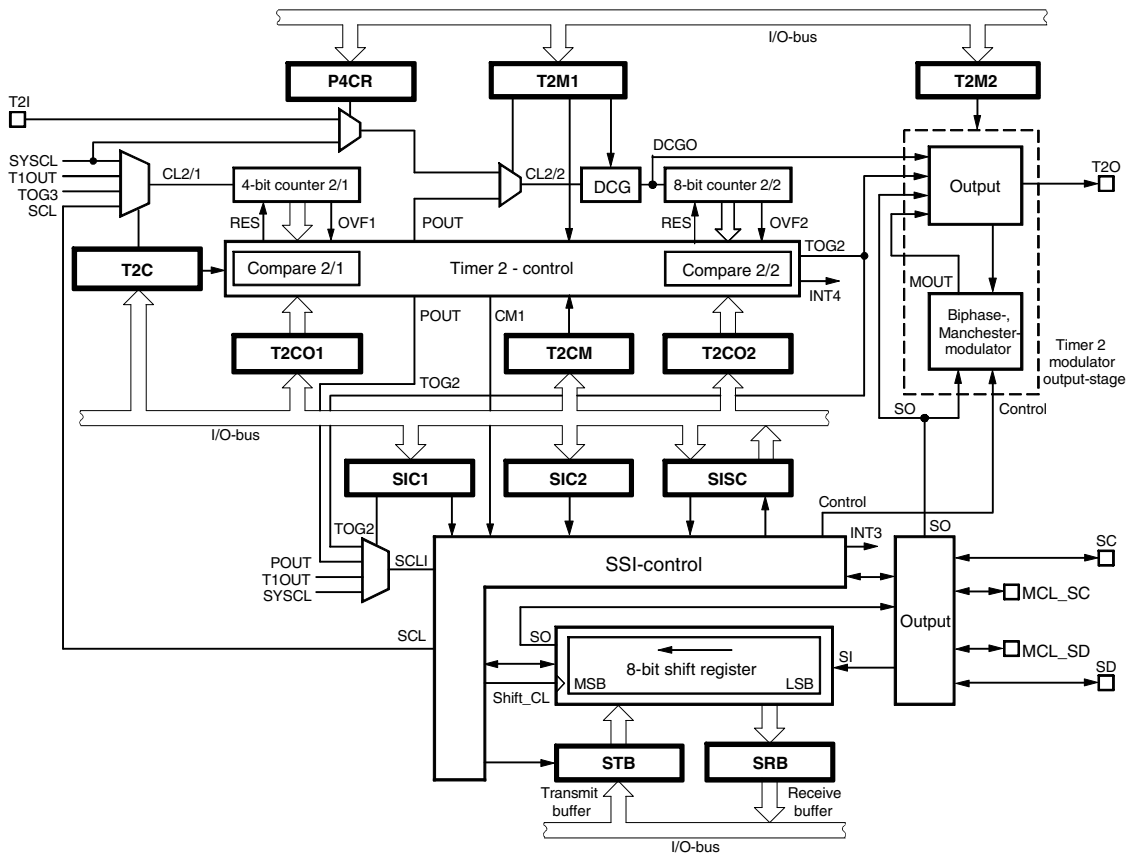 I/O-bus
P4CR
T2M1
T2M2
T2I
SYSCL
T1OUT
TOG3
SCL
CL2/1
4-bit counter 2/1
CL2/2
DCG
DCGO
8-bit counter 2/2
Output
T2O
RES
OVF1
POUT
RES
OVF2
TOG2
T2C
Compare 2/1
Timer 2 - control
Compare 2/2
INT4
MOUT
Biphase-,
Manchester-
modulator
Timer 2
modulator
output-stage
POUT
CM1
T2CO1
T2CM
T2CO2
TOG2
I/O-bus
SO
Control
SIC1
SIC2
SISC
Control
TOG2
POUT
T1OUT
SYSCL
SCLI
SSI-control
INT3
SO
SC
MCL_SC
Output
SCL
SO
8-bit shift register
MSB
LSB
SI
MCL_SD
SD
Shift_CL
STB
SRB
Transmit
buffer
Receive
buffer
I/O-bus